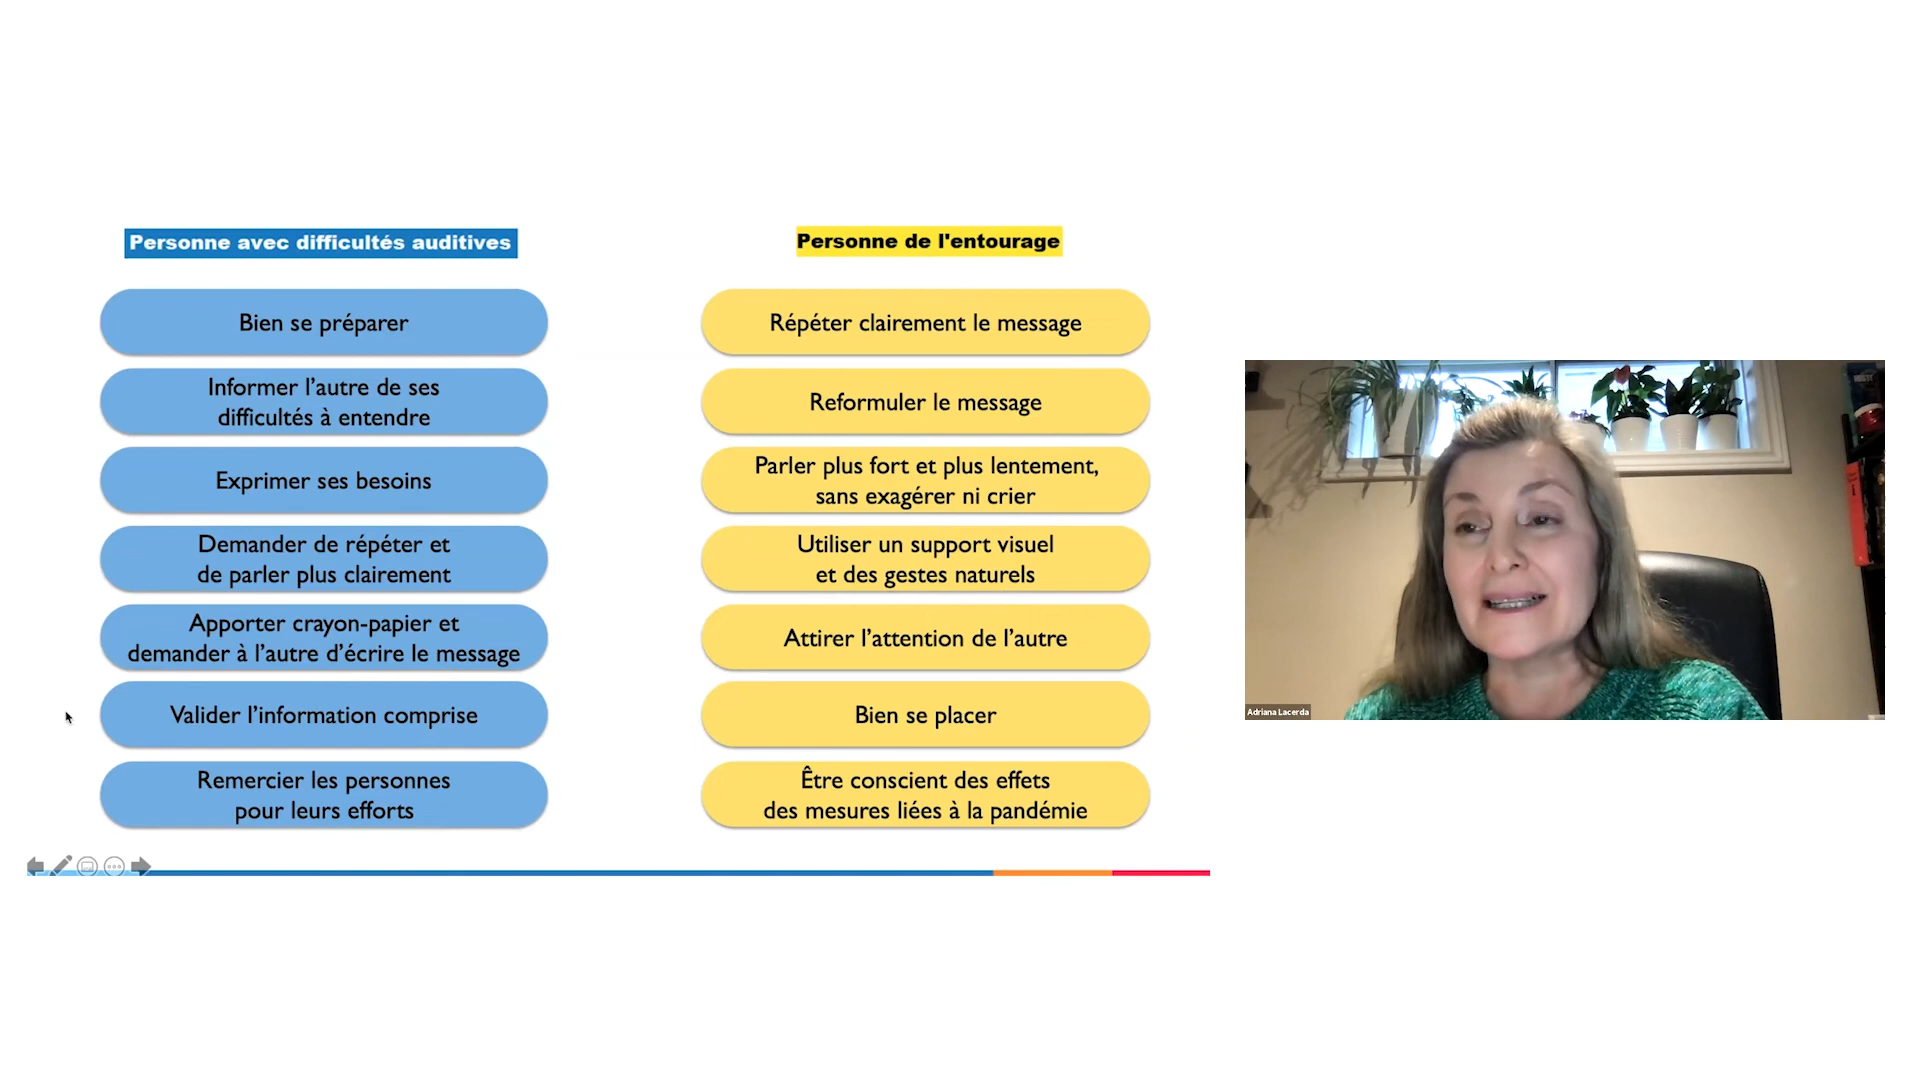 Personne avec difficultés auditives
Bien se préparer
Informer l’autre de ses
difficultés à entendre
Exprimer ses besoins
Demander de répéter et
de parler plus clairement
Apporter crayon-papier et
demander à l’autre d’écrire le message
Valider l’information comprise
Remercier les personnes
pour leurs efforts
Personne de l'entourage
Répéter clairement le message
Reformuler le message
Parler plus fort et plus lentement,
sans exagérer ni crier
Utiliser un support visuel
et des gestes naturels
Attirer l’attention de l’autre
Bien se placer
Être conscient des effets
des mesures liées à la pandémie
Adriana Lacerda